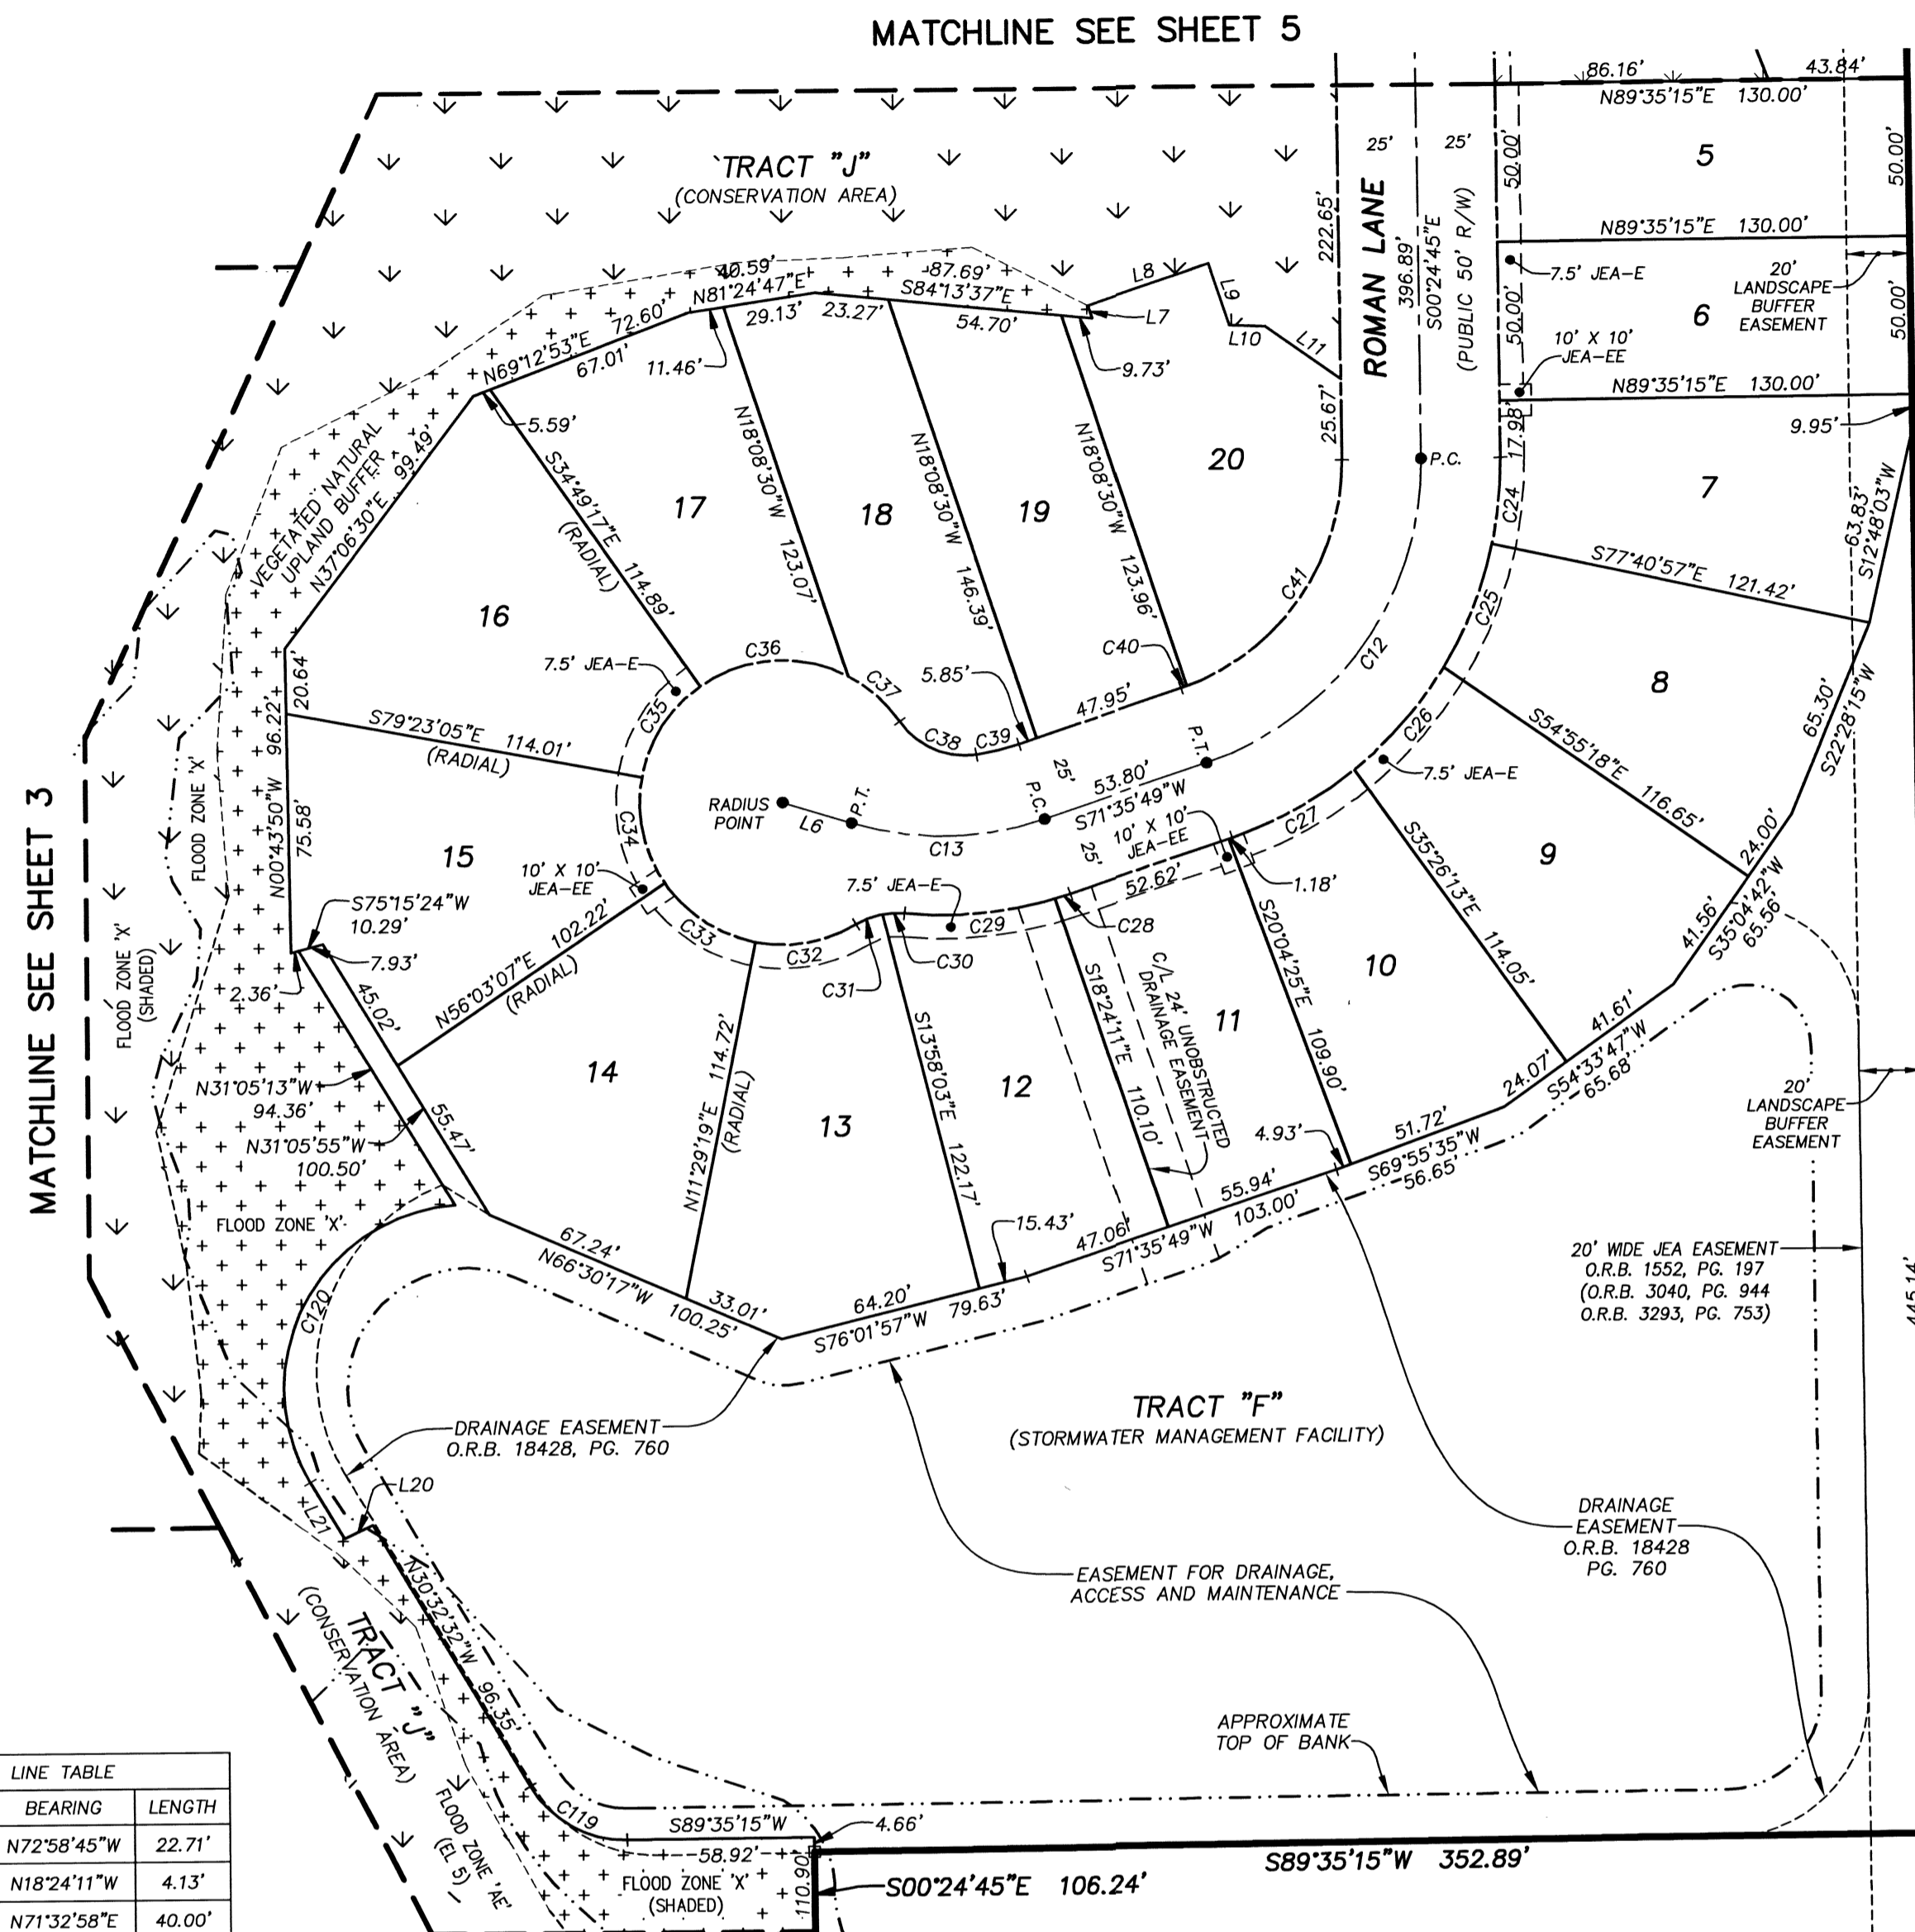 MATCHLINE SEE SHEET 5
TRACT "J"
(CONSERVATION AREA)
222.65'
25'
25'
ROMAN LANE
396.89'
S00°24'45"E
(PUBLIC 50' R/W)
86.16'
43.84'
N89°35'15"E 130.00'
50.00'
5
50.00'
N89°35'15"E 130.00'
7.5' JEA-E
20'
LANDSCAPE
BUFFER
EASEMENT
6
50.00'
50.00'
10' X 10'
JEA-EE
N89°35'15"E 130.00'
9.95'
17.98'
P.C.
C24
7
63.83'
S12°48'03"W
S77°40'57"E 121.42'
C25
8
65.30'
S22°28'15"W
C12
C26
S54°55'18"E 116.65'
7.5' JEA-E
24.00'
9
41.56'
S35°04'42"W
65.56'
C27
S35°26'13"E 114.05'
10
41.61'
24.07'
S54°33'47"W
65.68'
20'
LANDSCAPE
BUFFER
EASEMENT
40.59'
N81°24'47"E
29.13'
87.69'
S84°13'37"E
23.27'
54.70'
L7
L8
L9
L10
L11
25.67'
9.73'
72.60'
N69°12'53"E
67.01'
11.46'
5.59'
VEGETATED NATURAL
UPLAND BUFFER
N37°06'30"E 99.49'
S34°49'17"E 114.89'
(RADIAL)
17
N18°08'30"W 123.07'
18
N18°08'30"W 146.39'
19
N18°08'30"W 123.96'
20
C41
C40
47.95'
5.85'
16
7.5' JEA-E
C36
C37
C38
C39
C35
20.64'
N00°43'50"W 96.22'
75.58'
S79°23'05"E 114.01'
(RADIAL)
MATCHLINE SEE SHEET 3
FLOOD ZONE 'X'
FLOOD ZONE 'X'
(SHADED)
RADIUS
POINT
L6
P.T.
C13
P.C.
25'
53.80'
S71°35'49"W
P.T.
10' X 10'
JEA-EE
25'
52.62'
1.18'
C34
15
10' X 10'
JEA-EE
C33
C32
7.5' JEA-E
C29
C28
C30
C31
S75°15'24"W
10.29'
7.93'
2.36'
45.02'
N56°03'07"E 102.22'
(RADIAL)
14
N31°05'13"W
94.36'
N31°05'55"W
100.50'
55.47'
FLOOD ZONE 'X'
N11°29'19"E 114.72'
(RADIAL)
13
S13°58'03"E 122.17'
12
S18°24'11"E 110.10'
C/L 24' UNOBSTRUCTED
DRAINAGE EASEMENT
11
S20°04'25"E 109.90'
4.93'
51.72'
S69°55'35"W
56.65'
55.94'
47.06'
S71°35'49"W 103.00'
15.43'
64.20'
S76°01'57"W 79.63'
67.24'
N66°30'17"W 100.25'
33.01'
C120
20' WIDE JEA EASEMENT
O.R.B. 1552, PG. 197
(O.R.B. 3040, PG. 944
O.R.B. 3293, PG. 753)
445.14'
TRACT "F"
(STORMWATER MANAGEMENT FACILITY)
DRAINAGE EASEMENT
O.R.B. 18428, PG. 760
L20
L21
DRAINAGE
EASEMENT
O.R.B. 18428
PG. 760
EASEMENT FOR DRAINAGE,
ACCESS AND MAINTENANCE
N30°32'32"W 96.35'
TRACT "J"
(CONSERVATION AREA)
APPROXIMATE
TOP OF BANK
FLOOD ZONE 'AE'
(EL 5)
C119
S89°35'15"W
58.92'
4.66'
FLOOD ZONE 'X'
(SHADED)
110.90'
S00°24'45"E 106.24'
S89°35'15"W 352.89'
LINE TABLE
BEARING LENGTH
N72°58'45"W 22.71'
N18°24'11"W 4.13'
N71°32'58"E 40.00'